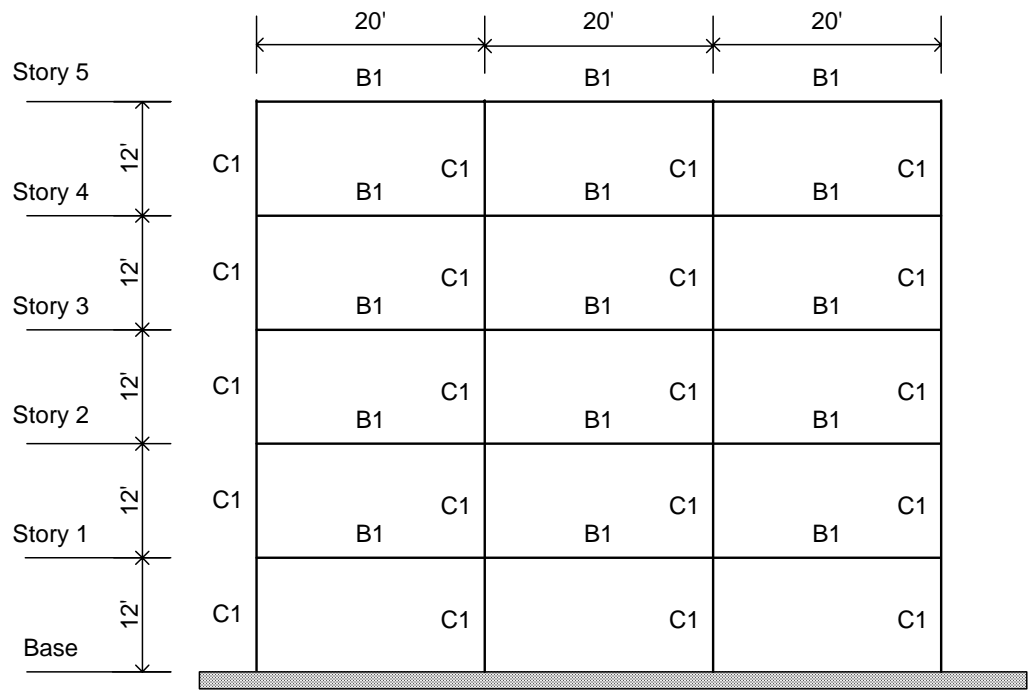 20' 20' 20'
Story 5 B1 B1 B1
12' C1 C1 C1 C1
Story 4 B1 B1 B1
12' C1 C1 C1 C1
Story 3 B1 B1 B1
12' C1 C1 C1 C1
Story 2 B1 B1 B1
12' C1 C1 C1 C1
Story 1 B1 B1 B1
12' C1 C1 C1 C1
Base